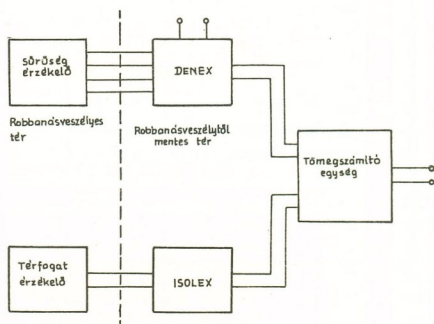 sűrűség
érzékelő
DENEX
Robbanásveszélyes
tér
Robbanásveszélytől
mentes tér
Tömegszámító
egység
Térfogat
érzékelő
ISOLEX